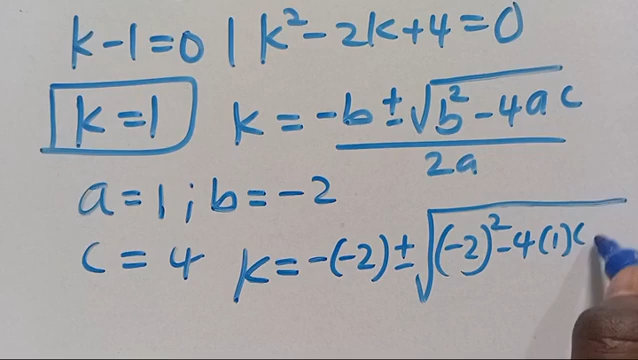 k-1=0 | k²-2k+4=0
k=1 k = -b±√b²-4ac / 2a
a=1; b=-2
c=4 k=-(-2)±√(-2)²-4(1)(